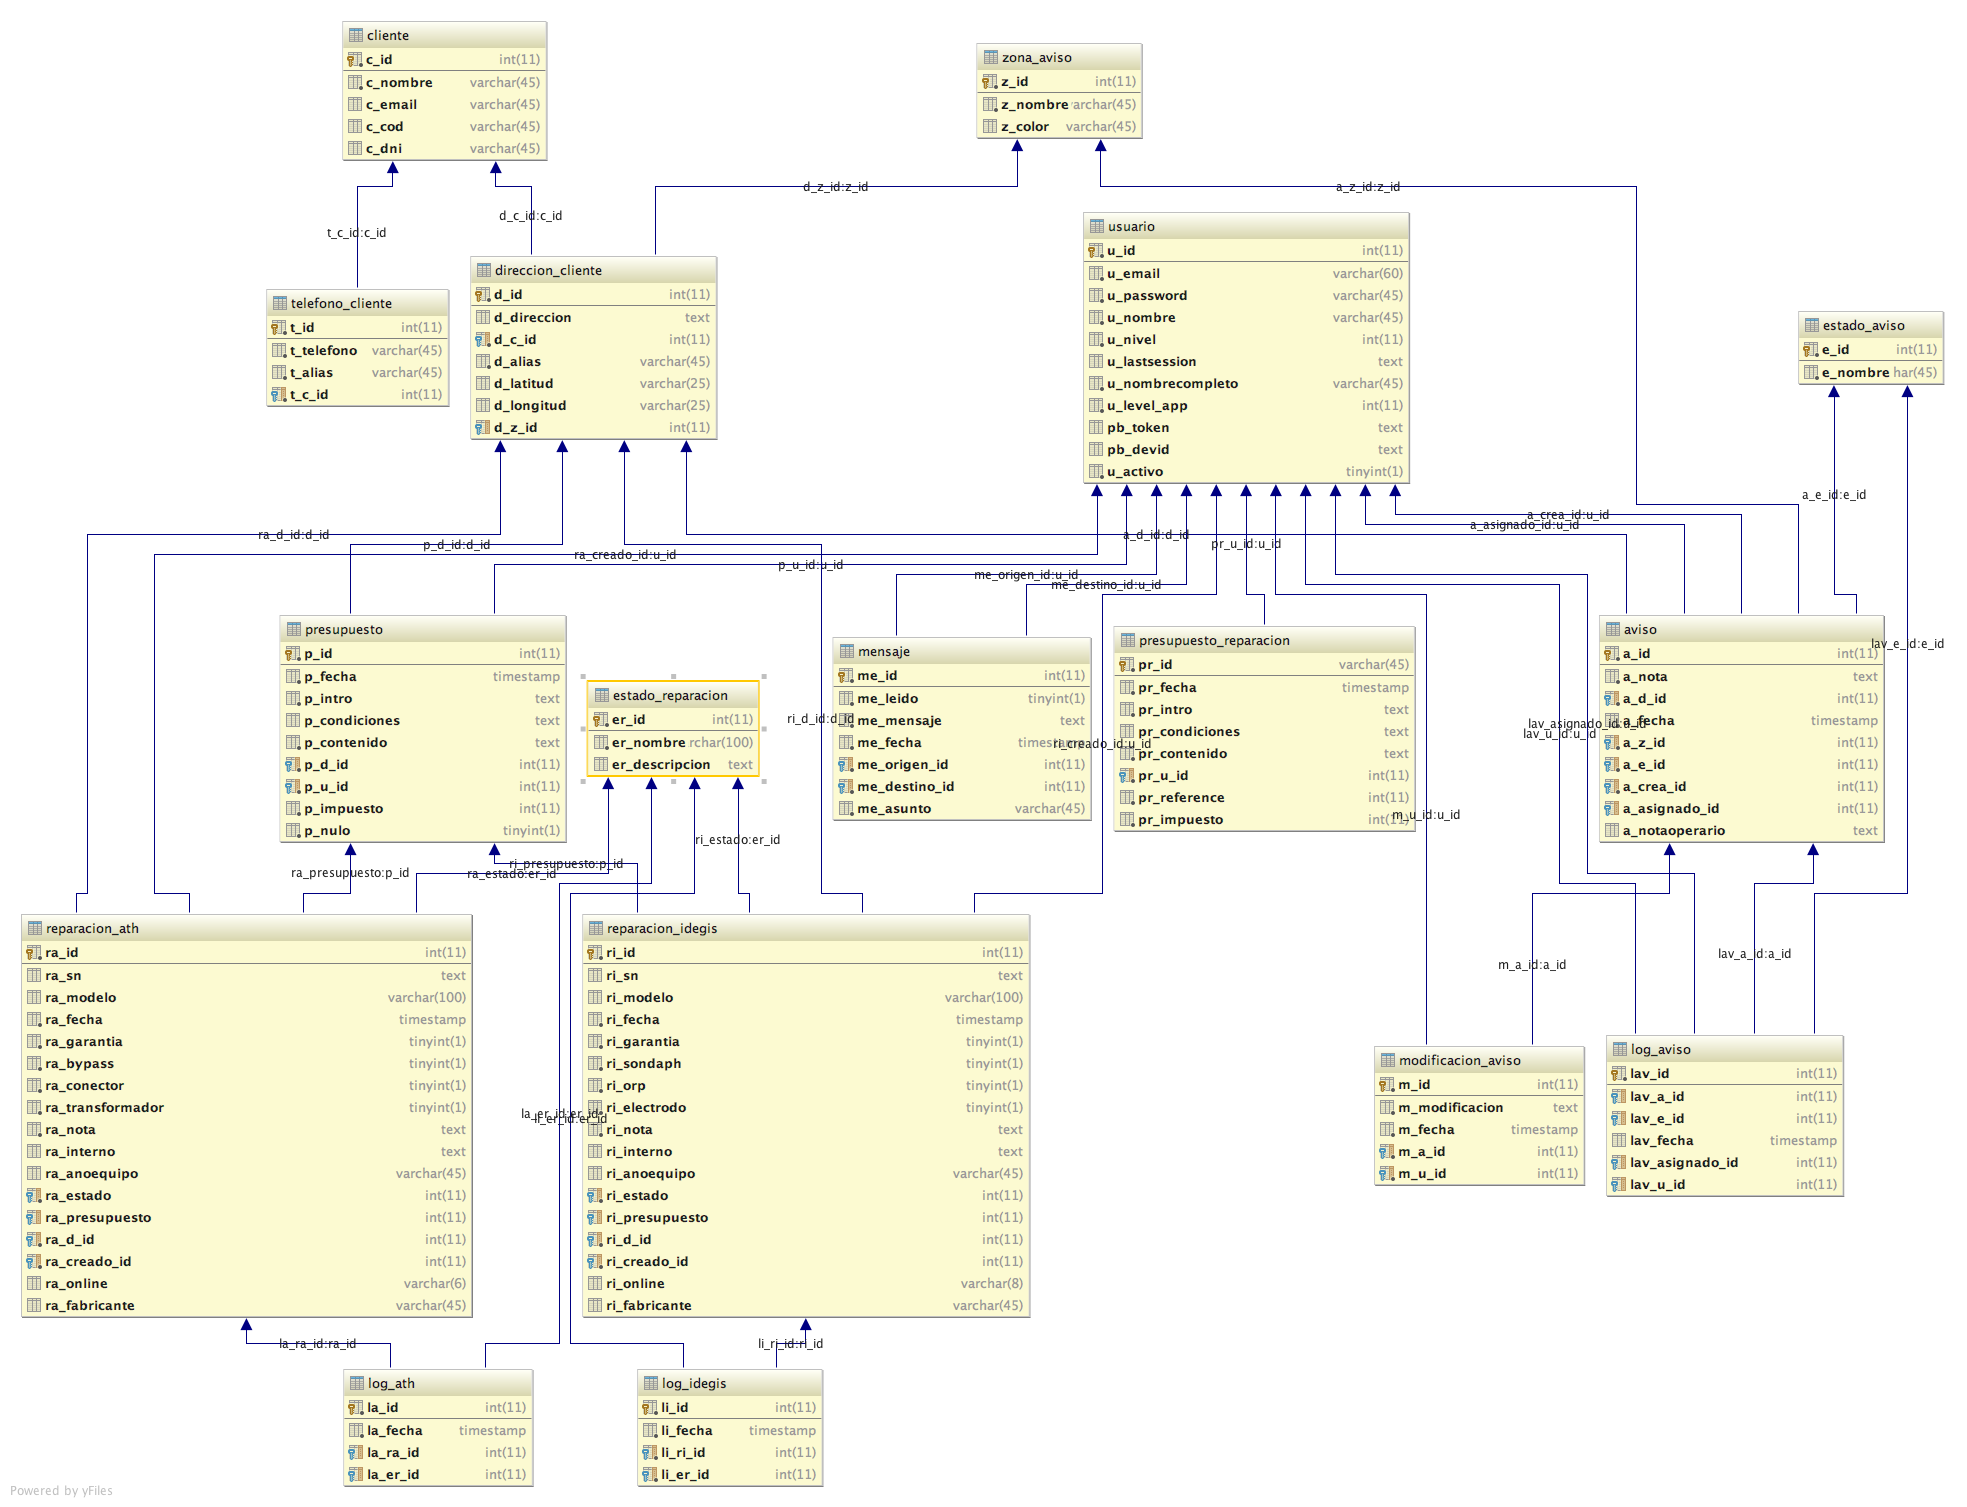 cliente
c_id int(11)
c_nombre varchar(45)
c_email varchar(45)
c_cod varchar(45)
c_dni varchar(45)
zona_aviso
z_id int(11)
z_nombre varchar(45)
z_color varchar(45)
d_z_id:z_id
a_z_id:z_id
d_c_id:c_id
t_c_id:c_id
usuario
u_id int(11)
u_email varchar(60)
u_password varchar(45)
u_nombre varchar(45)
u_nivel int(11)
u_lastsession text
u_nombrecompleto varchar(45)
u_level_app int(11)
pb_token text
pb_devid text
u_activo tinyint(1)
direccion_cliente
d_id int(11)
d_direccion text
d_c_id int(11)
d_alias varchar(45)
d_latitud varchar(25)
d_longitud varchar(25)
d_z_id int(11)
telefono_cliente
t_id int(11)
t_telefono varchar(45)
t_alias varchar(45)
t_c_id int(11)
estado_aviso
e_id int(11)
e_nombre har(45)
a_e_id:e_id
a_crea_id:u_id
a_asignado_id:u_id
ra_d_id:d_id
a_d_id:d_id
p_d_id:d_id
pr_u_id:u_id
ra_creado_id:u_id
p_u_id:u_id
me_origen_id:u_id
me_destino_id:u_id
presupuesto
p_id int(11)
p_fecha timestamp
p_intro text
p_condiciones text
p_contenido text
p_d_id int(11)
p_u_id int(11)
p_impuesto int(11)
p_nulo tinyint(1)
estado_reparacion
er_id int(11)
er_nombre rchar(100)
er_descripcion text
mensaje
me_id int(11)
me_leido tinyint(1)
me_mensaje text
me_fecha timestamp
me_origen_id int(11)
me_destino_id int(11)
me_asunto varchar(45)
ri_d_id:d_id
ri_creado_id:u_id
presupuesto_reparacion
pr_id varchar(45)
pr_fecha timestamp
pr_intro text
pr_condiciones text
pr_contenido text
pr_u_id int(11)
pr_reference int(11)
pr_impuesto int(11)
m_u_id:u_id
aviso
a_id int(11)
a_nota text
a_d_id int(11)
a_fecha timestamp
a_z_id int(11)
a_e_id int(11)
a_crea_id int(11)
a_asignado_id int(11)
a_notaoperario text
lav_e_id:e_id
lav_asignado_id:u_id
lav_u_id:u_id
ri_estado:er_id
ri_presupuesto:p_id
ra_presupuesto:p_id
ra_estado:er_id
reparacion_ath
ra_id int(11)
ra_sn text
ra_modelo varchar(100)
ra_fecha timestamp
ra_garantia tinyint(1)
ra_bypass tinyint(1)
ra_conector tinyint(1)
ra_transformador tinyint(1)
ra_nota text
ra_interno text
ra_anoequipo varchar(45)
ra_estado int(11)
ra_presupuesto int(11)
ra_d_id int(11)
ra_creado_id int(11)
ra_online varchar(6)
ra_fabricante varchar(45)
la_er_id:er_id
li_er_id:er_id
reparacion_idegis
ri_id int(11)
ri_sn text
ri_modelo varchar(100)
ri_fecha timestamp
ri_garantia tinyint(1)
ri_sondaph tinyint(1)
ri_orp tinyint(1)
ri_electrodo tinyint(1)
ri_nota text
ri_interno text
ri_anoequipo varchar(45)
ri_estado int(11)
ri_presupuesto int(11)
ri_d_id int(11)
ri_creado_id int(11)
ri_online varchar(8)
ri_fabricante varchar(45)
m_a_id:a_id
lav_a_id:a_id
modificacion_aviso
m_id int(11)
m_modificacion text
m_fecha timestamp
m_a_id int(11)
m_u_id int(11)
log_aviso
lav_id int(11)
lav_a_id int(11)
lav_e_id int(11)
lav_fecha timestamp
lav_asignado_id int(11)
lav_u_id int(11)
la_ra_id:ra_id
li_ri_id:ri_id
log_ath
la_id int(11)
la_fecha timestamp
la_ra_id int(11)
la_er_id int(11)
log_idegis
li_id int(11)
li_fecha timestamp
li_ri_id int(11)
li_er_id int(11)
Powered by yFiles